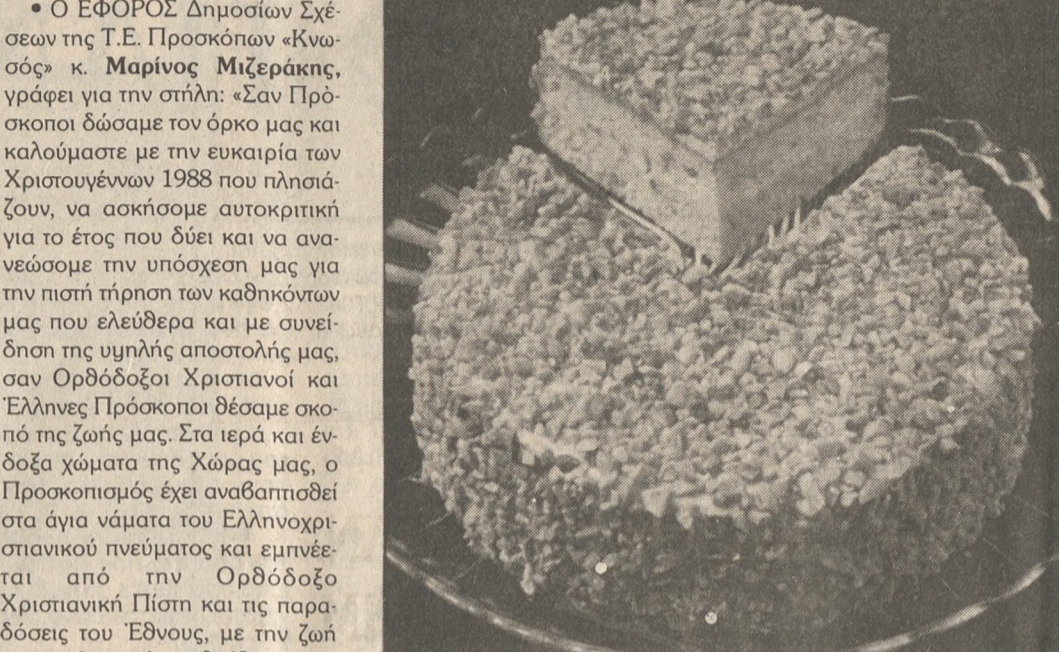 • Ο ΕΦΟΡΟΣ Δημοσίων Σχέ-
σεων της Τ.Ε. Προσκόπων «Κνω-
σός» κ. Μαρίνος Μιζεράκης,
γράφει για την στήλη: «Σαν Πρὸ-
σκοποι δώσαμε τον όρκο μας και
καλούμαστε με την ευκαιρία των
Χριστουγέννων 1988 που πλησιά-
ζουν, να ασκήσομε αυτοκριτική
για το έτος που δύει και να ανα-
νεώσομε την υπόσχεση μας για
την πιστή τήρηση των καθηκόντων
μας που ελεύθερα και με συνεί-
δηση της υψηλής αποστολής μας,
σαν Ορθόδοξοι Χριστιανοί και
Έλληνες Πρόσκοποι θέσαμε σκο-
πό της ζωής μας. Στα ιερά και έν-
δοξα χώματα της Χώρας μας, ο
Προσκοπισμός έχει αναβαπτισθεί
στα άγια νάματα του Ελληνοχρι-
στιανικού πνεύματος και εμπνέε-
ται από την Ορθόδοξο
Χριστιανική Πίστη και τις παρα-
δόσεις του Έθνους, με την ζωή